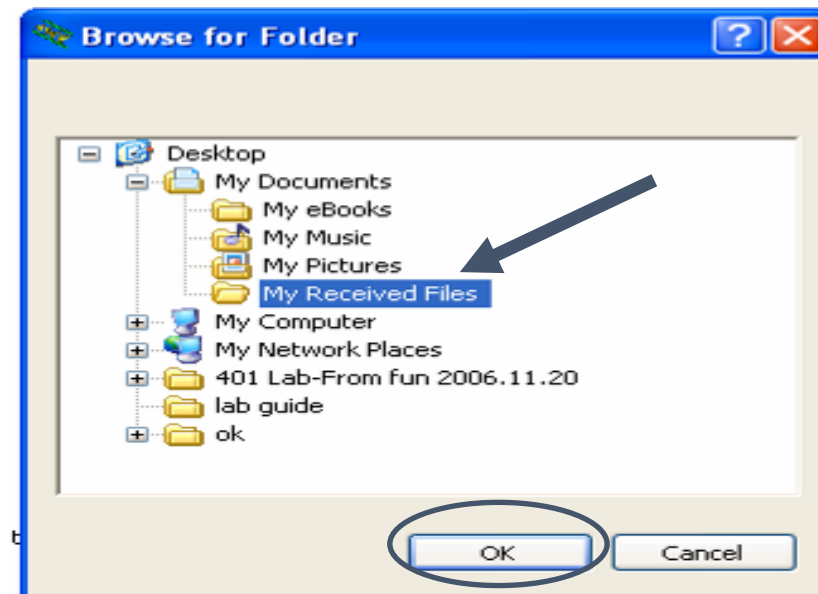 Browse for Folder
Desktop
My Documents
My eBooks
My Music
My Pictures
My Received Files
My Computer
My Network Places
401 Lab-From fun 2006.11.20
lab guide
ok
OK Cancel